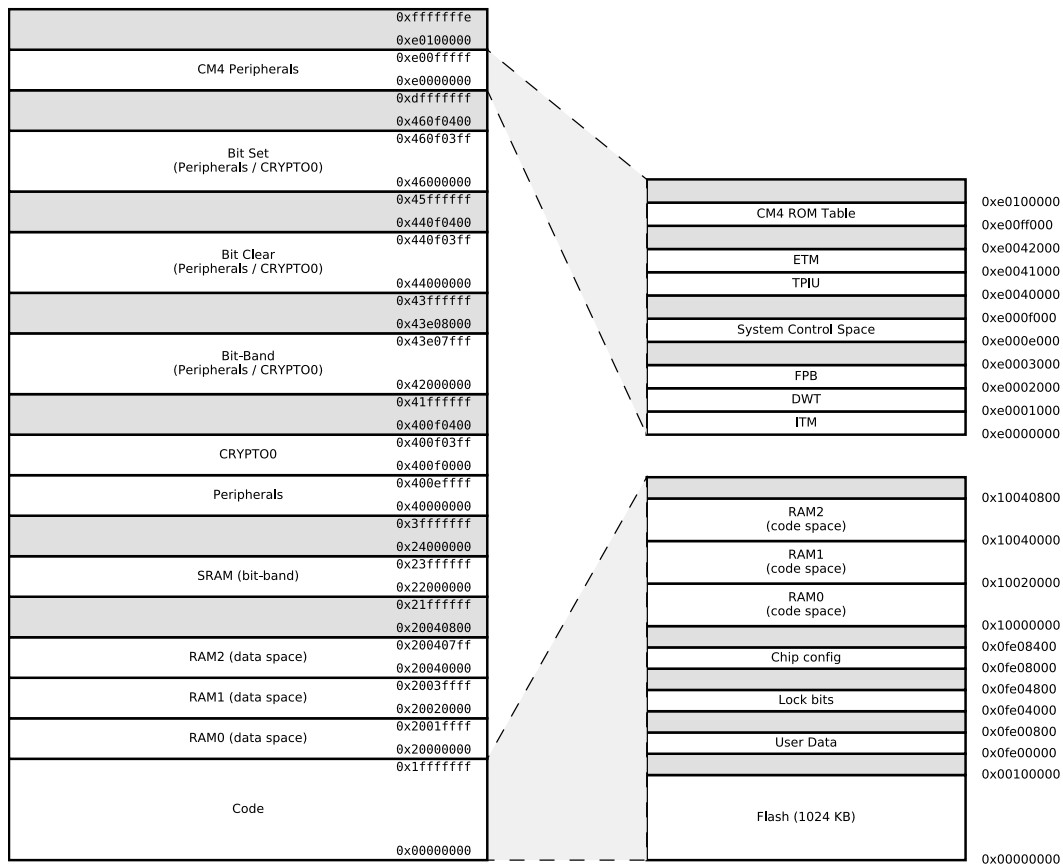 0xfffffffe
0xe0100000
0xe00fffff
CM4 Peripherals
0xe0000000
0xdfffffff
0x460f0400
0x460f03ff
Bit Set
(Peripherals / CRYPTO0)
0x46000000
0x45ffffff
0x440f0400
0x440f03ff
Bit Clear
(Peripherals / CRYPTO0)
0x44000000
0x43ffffff
0x43e08000
0x43e07fff
Bit-Band
(Peripherals / CRYPTO0)
0x42000000
0x41ffffff
0x400f0400
0x400f03ff
CRYPTO0
0x400f0000
0x400effff
Peripherals
0x40000000
0x3fffffff
0x24000000
0x23ffffff
SRAM (bit-band)
0x22000000
0x21ffffff
0x20040800
0x200407ff
RAM2 (data space)
0x20040000
0x2003ffff
RAM1 (data space)
0x20020000
0x2001ffff
RAM0 (data space)
0x20000000
0x1fffffff
Code
0x00000000
0xe0100000
CM4 ROM Table
0xe00ff000
0xe0042000
ETM
0xe0041000
TPIU
0xe0040000
0xe000f000
System Control Space
0xe000e000
0xe0003000
FPB
0xe0002000
DWT
0xe0001000
ITM
0xe0000000
0x10040800
RAM2
(code space)
0x10040000
RAM1
(code space)
0x10020000
RAM0
(code space)
0x10000000
0x0fe08400
Chip config
0x0fe08000
0x0fe04800
Lock bits
0x0fe04000
0x0fe00800
User Data
0x0fe00000
0x00100000
Flash (1024 KB)
0x00000000